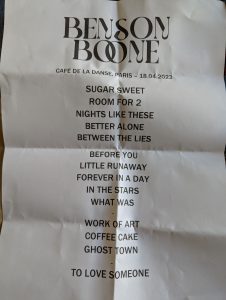 BENSON
BOONE
CAFE DE LA DANSE, PARIS – 18.04.2023
SUGAR SWEET
ROOM FOR 2
NIGHTS LIKE THESE
BETTER ALONE
BETWEEN THE LIES
BEFORE YOU
LITTLE RUNAWAY
FOREVER IN A DAY
IN THE STARS
WHAT WAS
-
WORK OF ART
COFFEE CAKE
GHOST TOWN
-
TO LOVE SOMEONE